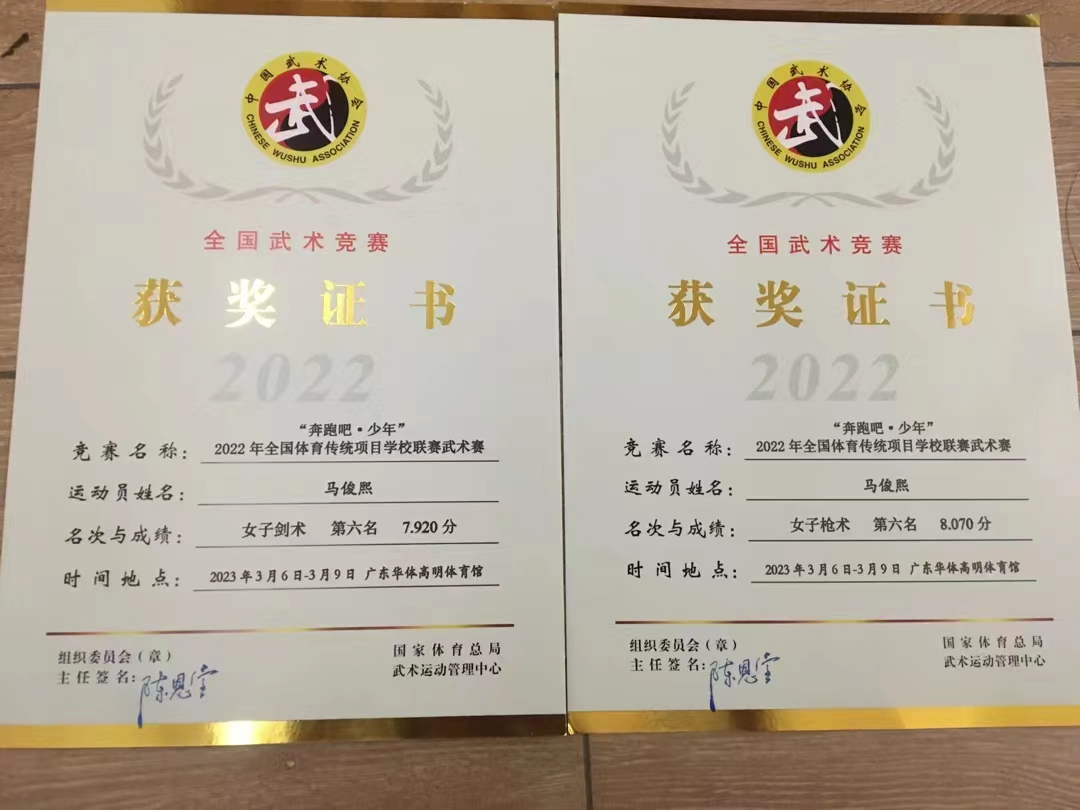 中国武术协会
武
CHINESE WUSHU ASSOCIATION
全国武术竞赛
获奖证书
2022
“奔跑吧·少年”
竞赛名称: 2022年全国体育传统项目学校联赛武术赛
运动员姓名: 马俊熙
名次与成绩: 女子剑术 第六名 7.920分
时间地点: 2023年3月6日-3月9日 广东华体高明体育馆
组织委员会(章)
主任签名: 陈恩堂
国家体育总局
武术运动管理中心
中国武术协会
武
CHINESE WUSHU ASSOCIATION
全国武术竞赛
获奖证书
2022
“奔跑吧·少年”
竞赛名称: 2022年全国体育传统项目学校联赛武术赛
运动员姓名: 马俊熙
名次与成绩: 女子枪术 第六名 8.070分
时间地点: 2023年3月6日-3月9日 广东华体高明体育馆
组织委员会(章)
主任签名: 陈恩堂
国家体育总局
武术运动管理中心